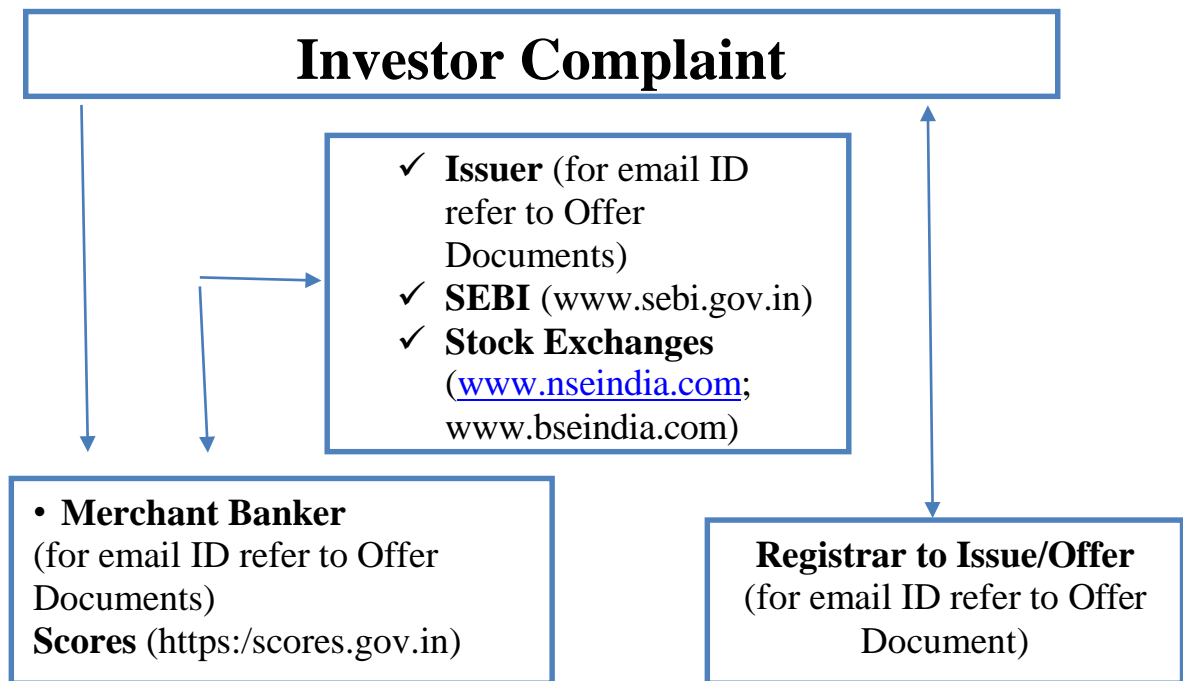 Investor Complaint
✓ Issuer (for email ID
refer to Offer
Documents)
✓ SEBI (www.sebi.gov.in)
✓ Stock Exchanges
(www.nseindia.com;
www.bseindia.com)
• Merchant Banker
(for email ID refer to Offer
Documents)
Scores (https:/scores.gov.in)
Registrar to Issue/Offer
(for email ID refer to Offer
Document)